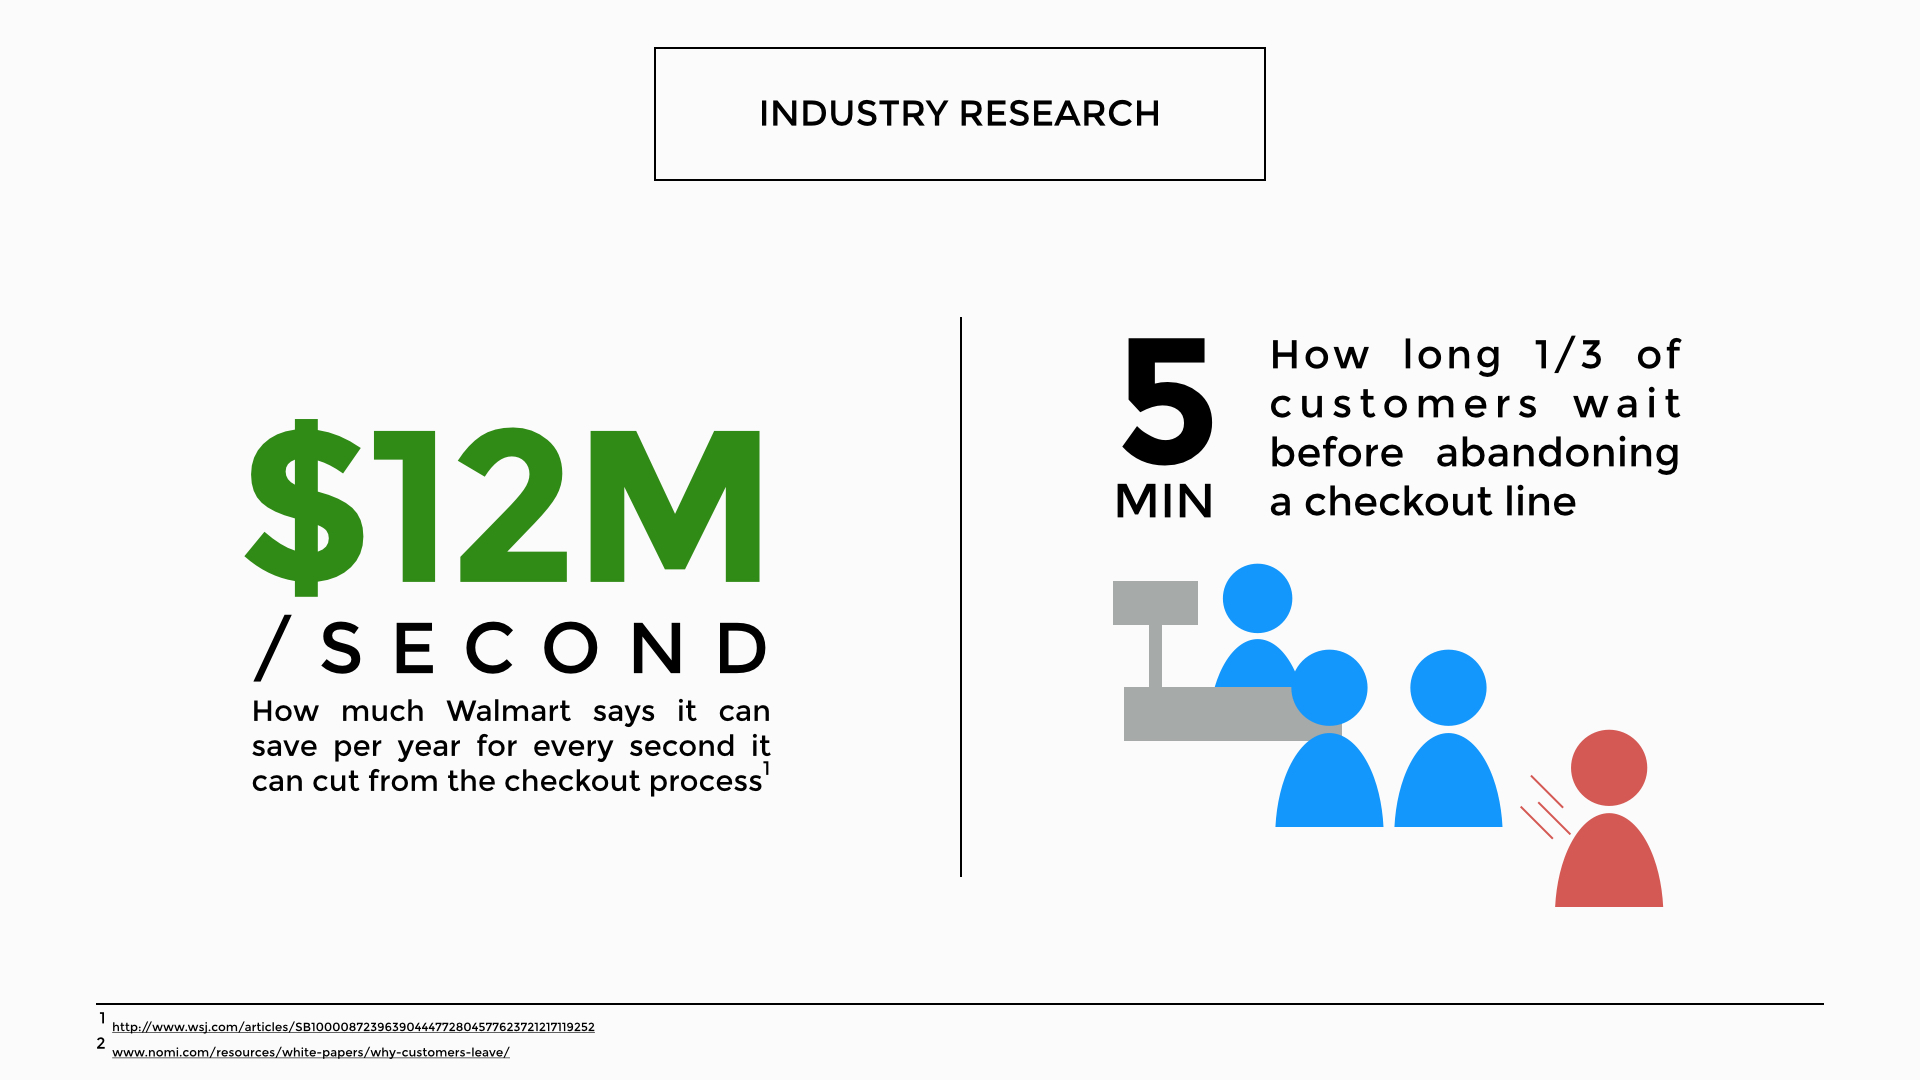 INDUSTRY RESEARCH
$12M
/SECOND
How much Walmart says it can
save per year for every second it
can cut from the checkout process1
5
MIN
How long 1/3 of
customers wait
before abandoning
a checkout line
1 http://www.wsj.com/articles/SB10000872396390444772804577623721217119252
2 www.nomi.com/resources/white-papers/why-customers-leave/